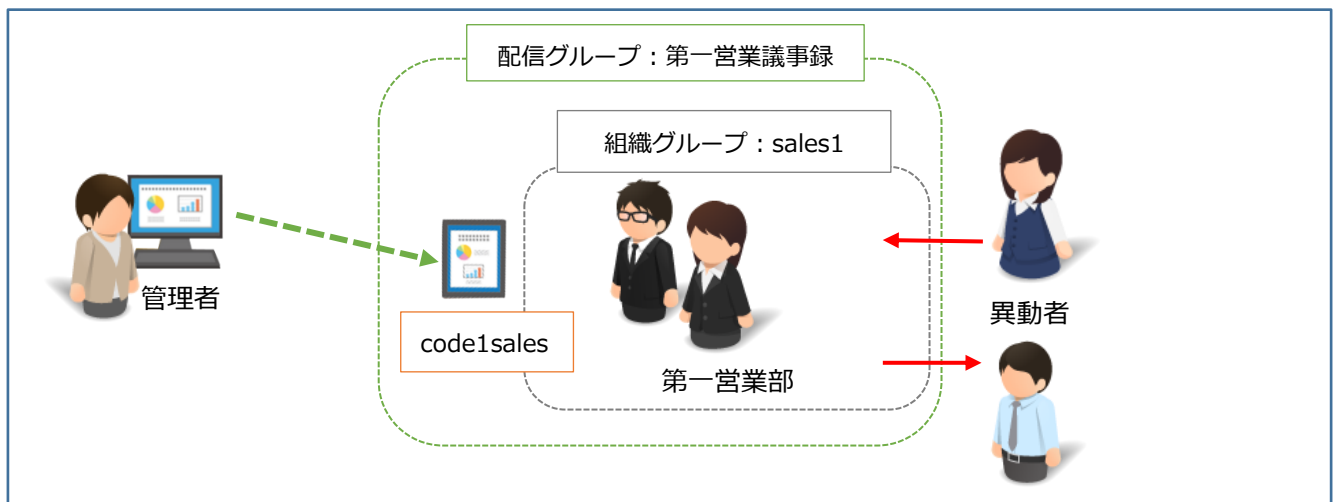 配信グループ：第一営業議事録
組織グループ：sales1
管理者
code1sales
第一営業部
異動者